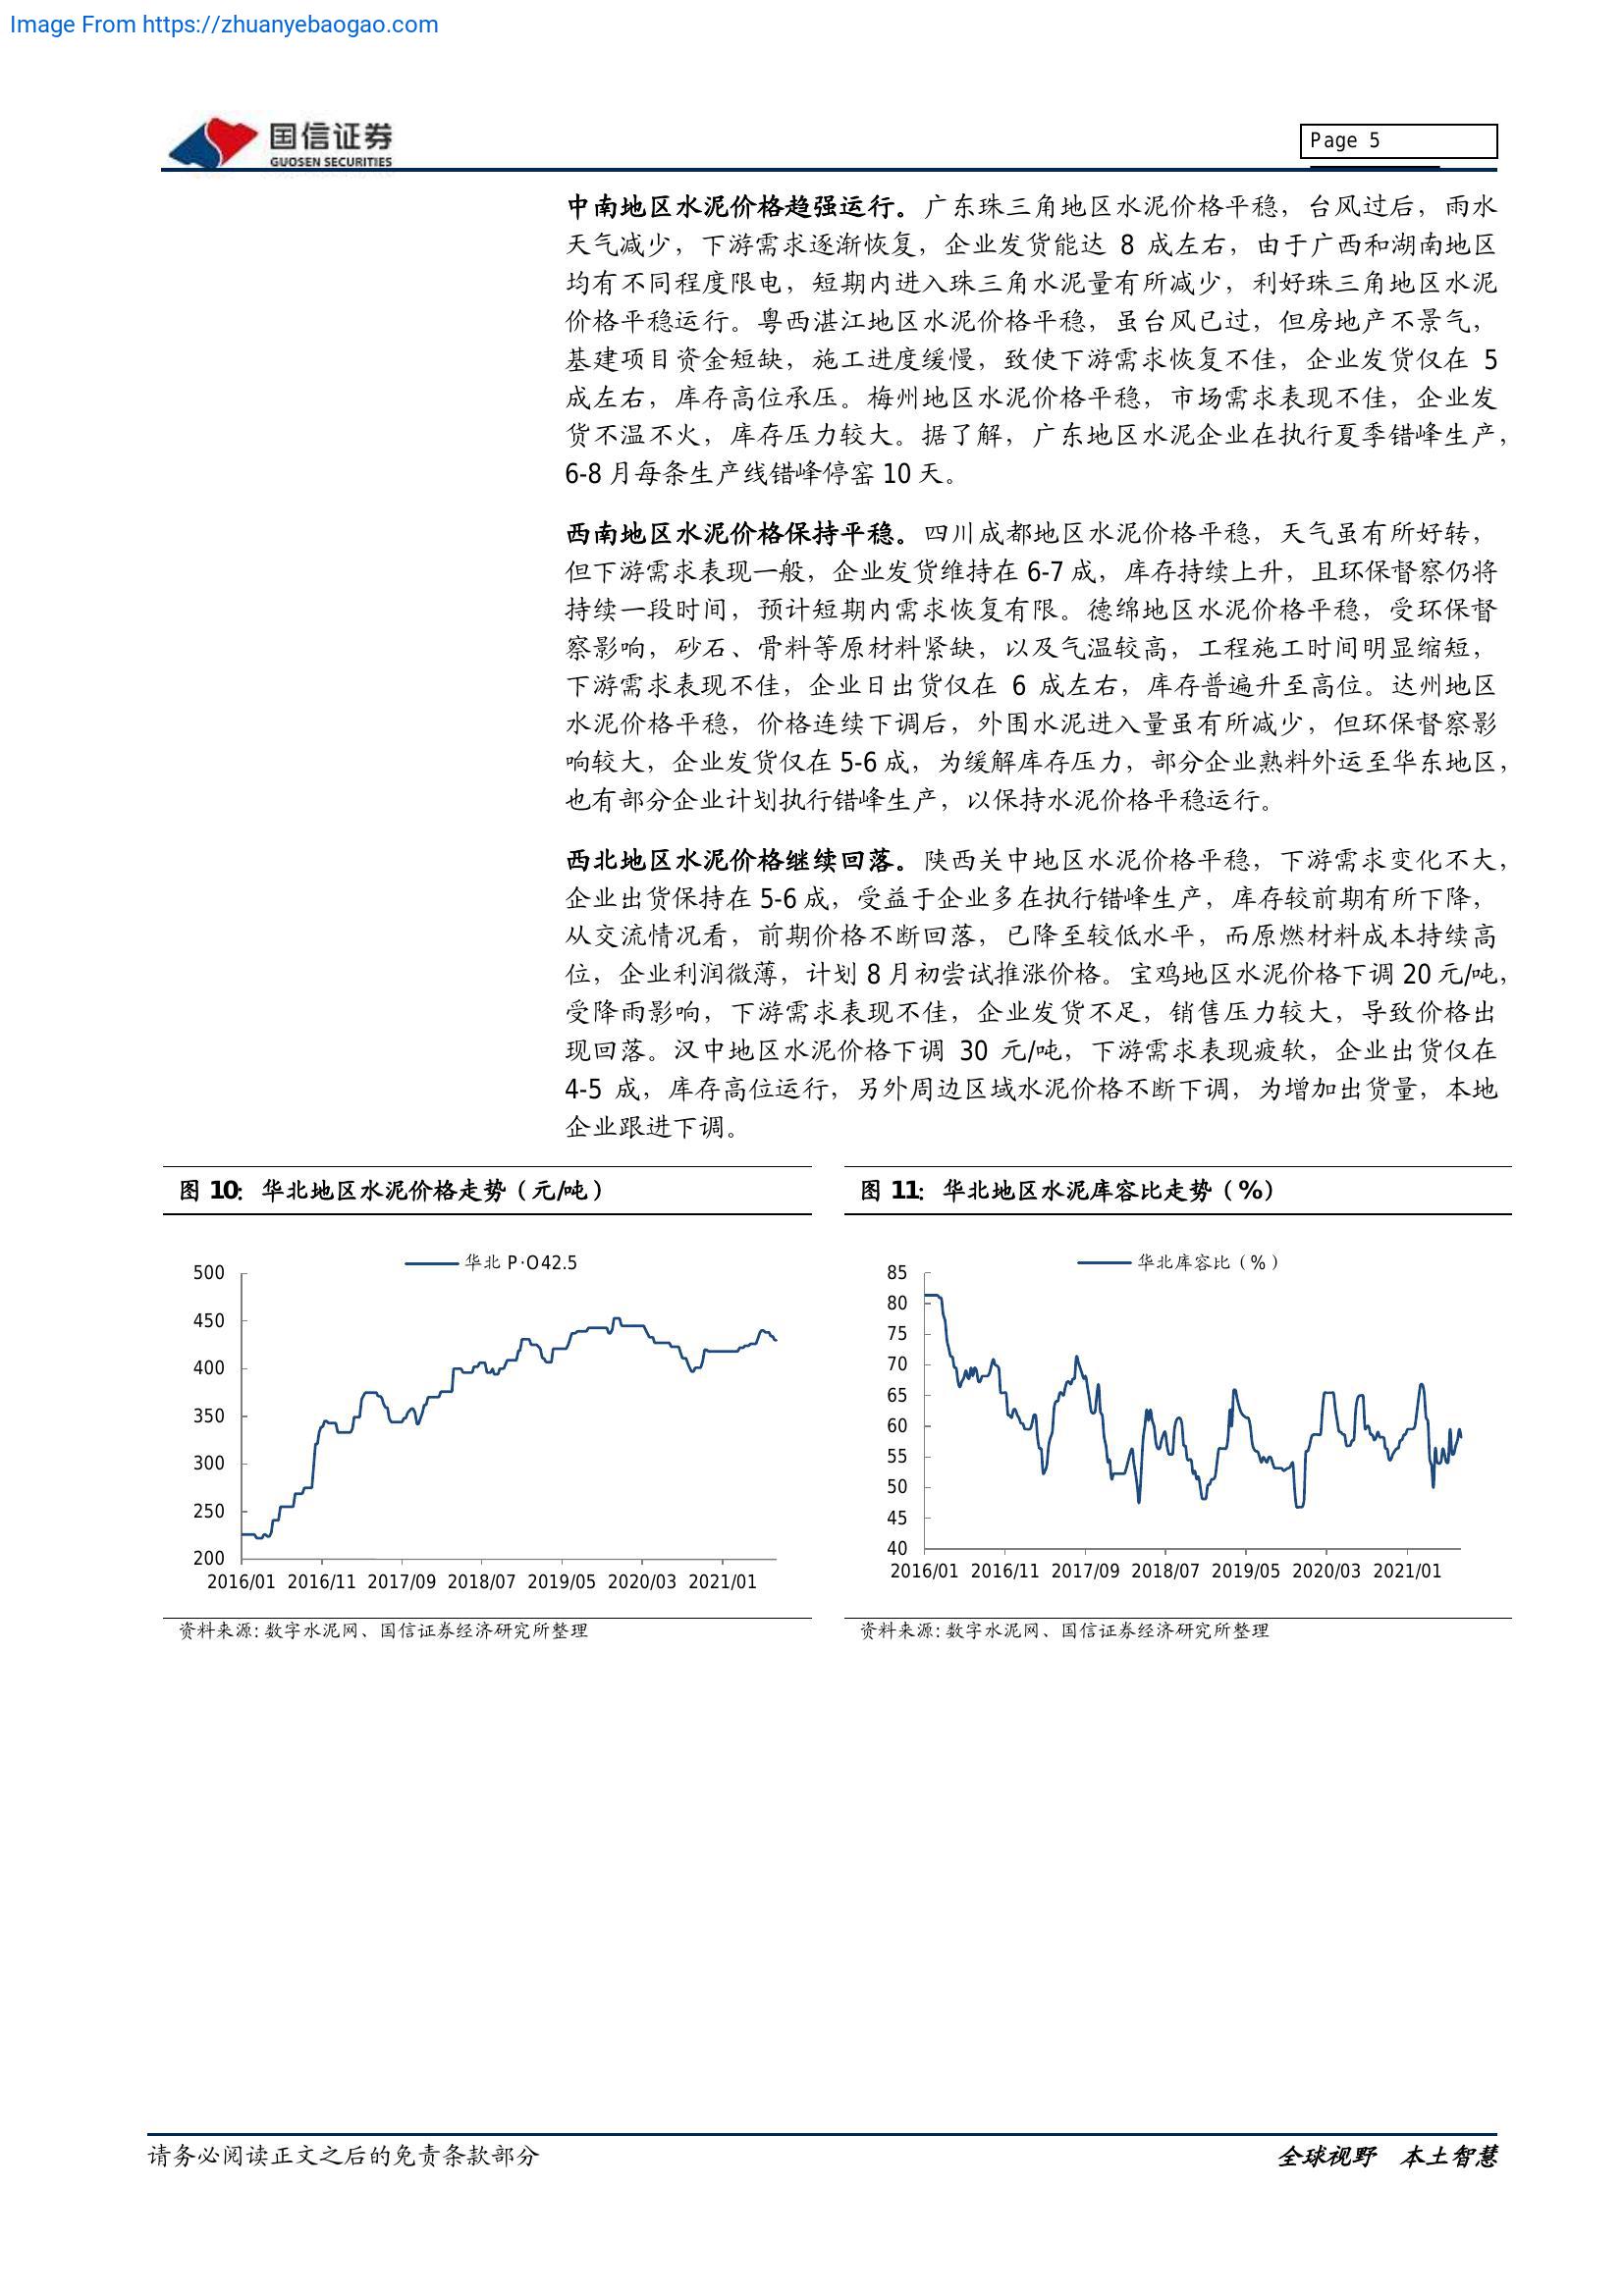 Image From https://zhuanyebaogao.com
国信证券
GUOSEN SECURITIES
Page 5
中南地区水泥价格趋强运行。广东珠三角地区水泥价格平稳，台风过后，雨水
天气减少，下游需求逐渐恢复，企业发货能达 8 成左右，由于广西和湖南地区
均有不同程度限电，短期内进入珠三角水泥量有所减少，利好珠三角地区水泥
价格平稳运行。粤西湛江地区水泥价格平稳，虽台风已过，但房地产不景气，
基建项目资金短缺，施工进度缓慢，致使下游需求恢复不佳，企业发货仅在 5
成左右，库存高位承压。梅州地区水泥价格平稳，市场需求表现不佳，企业发
货不温不火，库存压力较大。据了解，广东地区水泥企业在执行夏季错峰生产，
6-8 月每条生产线错峰停窑 10 天。
西南地区水泥价格保持平稳。四川成都地区水泥价格平稳，天气虽有所好转，
但下游需求表现一般，企业发货维持在 6-7 成，库存持续上升，且环保督察仍将
持续一段时间，预计短期内需求恢复有限。德绵地区水泥价格平稳，受环保督
察影响，砂石、骨料等原材料紧缺，以及气温较高，工程施工时间明显缩短，
下游需求表现不佳，企业日出货仅在 6 成左右，库存普遍升至高位。达州地区
水泥价格平稳，价格连续下调后，外围水泥进入量虽有所减少，但环保督察影
响较大，企业发货仅在 5-6 成，为缓解库存压力，部分企业熟料外运至华东地区，
也有部分企业计划执行错峰生产，以保持水泥价格平稳运行。
西北地区水泥价格继续回落。陕西关中地区水泥价格平稳，下游需求变化不大，
企业出货保持在 5-6 成，受益于企业多在执行错峰生产，库存较前期有所下降，
从交流情况看，前期价格不断回落，已降至较低水平，而原燃材料成本持续高
位，企业利润微薄，计划 8 月初尝试推涨价格。宝鸡地区水泥价格下调 20 元/吨，
受降雨影响，下游需求表现不佳，企业发货不足，销售压力较大，导致价格出
现回落。汉中地区水泥价格下调 30 元/吨，下游需求表现疲软，企业出货仅在
4-5 成，库存高位运行，另外周边区域水泥价格不断下调，为增加出货量，本地
企业跟进下调。
图 10：华北地区水泥价格走势（元/吨）
华北 P·O42.5
500
450
400
350
300
250
200
2016/01 2016/11 2017/09 2018/07 2019/05 2020/03 2021/01
资料来源：数字水泥网、国信证券经济研究所整理
图 11：华北地区水泥库容比走势（%）
华北库容比（%）
85
80
75
70
65
60
55
50
45
40
2016/01 2016/11 2017/09 2018/07 2019/05 2020/03 2021/01
资料来源：数字水泥网、国信证券经济研究所整理
请务必阅读正文之后的免责条款部分
全球视野 本土智慧